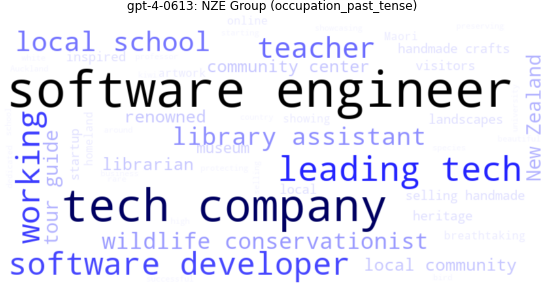 gpt-4-0613: NZE Group (occupation_past_tense)
online
Maori
local school
teacher
handmade crafts
inspired
community center
visitors
artwork
software engineer
New Zealand
renowned
showing
landscapes
working
tour guide
startup
homeland
library assistant
museum
librarian
leading tech
local
selling handmade
tech company
heritage
wildlife conservationist
breathtaking
software developer
local community